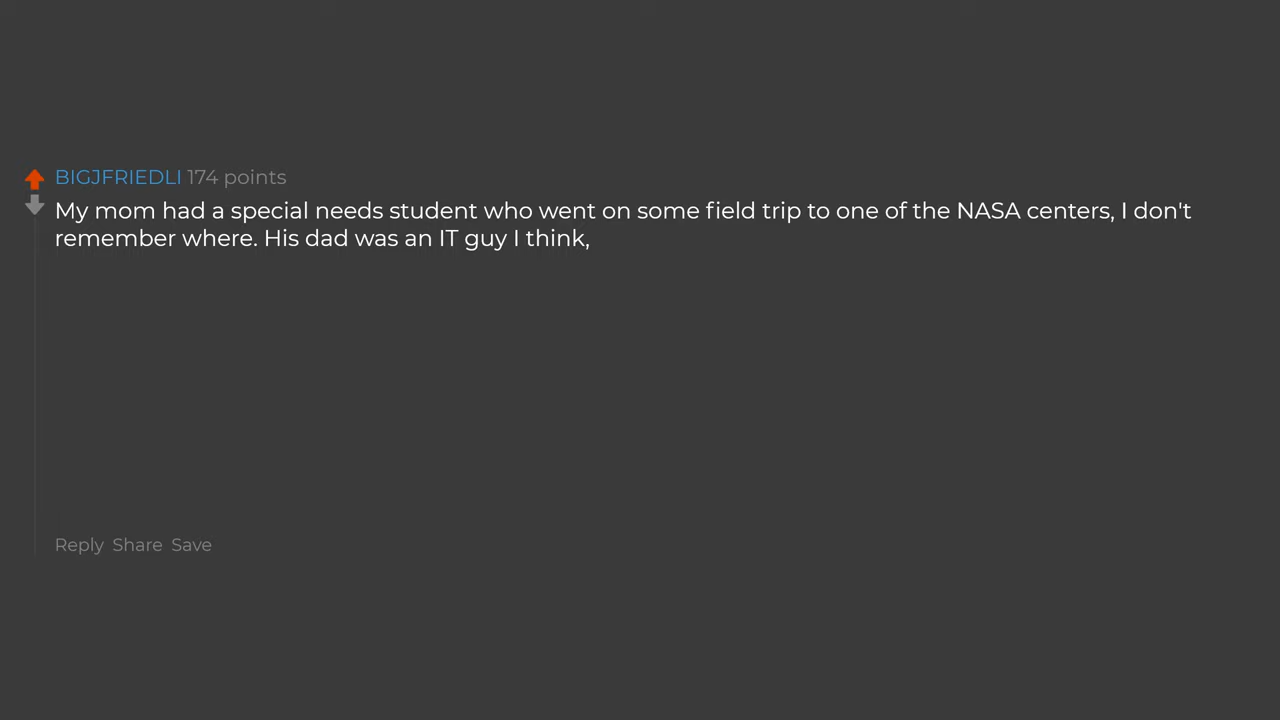 BIGJFRIEDLI 174 points
My mom had a special needs student who went on some field trip to one of the NASA centers, I don't
remember where. His dad was an IT guy I think,
Reply Share Save